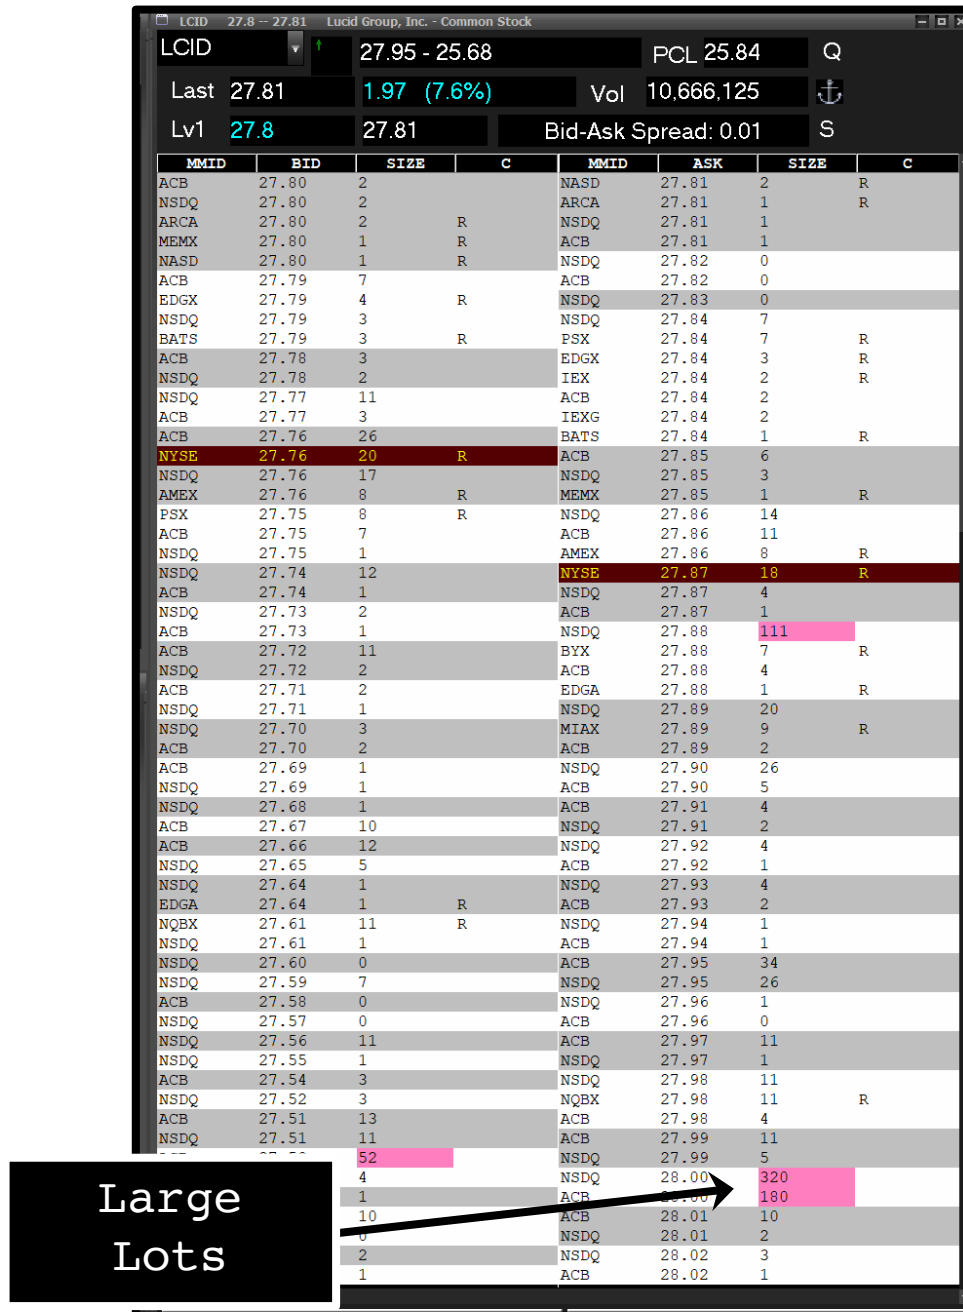 LCID 27.8 -- 27.81 Lucid Group, Inc. - Common Stock
LCID 27.95 - 25.68 PCL 25.84 Q
Last 27.81 1.97 (7.6%) Vol 10,666,125
Lv1 27.8 27.81 Bid-Ask Spread: 0.01 S
MMID BID SIZE C MMID ASK SIZE C
ACB 27.80 2 NASD 27.81 2 R
NSDQ 27.80 2 ARCA 27.81 1 R
ARCA 27.80 2 R NSDQ 27.81 1
MEMX 27.80 1 R ACB 27.81 1
NASD 27.80 1 R NSDQ 27.82 0
ACB 27.79 7 ACB 27.82 0
EDGX 27.79 4 R NSDQ 27.83 0
NSDQ 27.79 3 NSDQ 27.84 7
BATS 27.79 3 R PSX 27.84 7 R
ACB 27.78 3 EDGX 27.84 3 R
NSDQ 27.78 2 IEX 27.84 2 R
NSDQ 27.77 11 ACB 27.84 2
ACB 27.77 3 IEXG 27.84 2
ACB 27.76 26 BATS 27.84 1 R
NYSE 27.76 20 R ACB 27.85 6
NSDQ 27.76 17 NSDQ 27.85 3
AMEX 27.76 8 R MEMX 27.85 1 R
PSX 27.75 8 R NSDQ 27.86 14
ACB 27.75 7 ACB 27.86 11
NSDQ 27.75 1 AMEX 27.86 8 R
NSDQ 27.74 12 NYSE 27.87 18 R
ACB 27.74 1 NSDQ 27.87 4
NSDQ 27.73 2 ACB 27.87 1
ACB 27.73 1 NSDQ 27.88 111
ACB 27.72 11 BYX 27.88 7 R
NSDQ 27.72 2 ACB 27.88 4
ACB 27.71 2 EDGA 27.88 1 R
NSDQ 27.71 1 NSDQ 27.89 20
NSDQ 27.70 3 MIAX 27.89 9 R
ACB 27.70 2 ACB 27.89 2
ACB 27.69 1 NSDQ 27.90 26
NSDQ 27.69 1 ACB 27.90 5
NSDQ 27.68 1 ACB 27.91 4
ACB 27.67 10 NSDQ 27.91 2
ACB 27.66 12 NSDQ 27.92 4
NSDQ 27.65 5 ACB 27.92 1
NSDQ 27.64 1 NSDQ 27.93 4
EDGA 27.64 1 R ACB 27.93 2
NQBX 27.61 11 R NSDQ 27.94 1
NSDQ 27.61 1 ACB 27.94 1
NSDQ 27.60 0 ACB 27.95 34
NSDQ 27.59 7 NSDQ 27.95 26
ACB 27.58 0 NSDQ 27.96 1
NSDQ 27.57 0 ACB 27.96 0
NSDQ 27.56 11 ACB 27.97 11
NSDQ 27.55 1 NSDQ 27.97 1
ACB 27.54 3 NSDQ 27.98 11
NSDQ 27.52 3 NQBX 27.98 11 R
ACB 27.51 13 ACB 27.98 4
NSDQ 27.51 11 ACB 27.99 11
52 NSDQ 27.99 5
4 NSDQ 28.00 320
1 ACB 180
10 ACB 28.01 10
0 NSDQ 28.01 2
2 NSDQ 28.02 3
1 ACB 28.02 1
Large
Lots